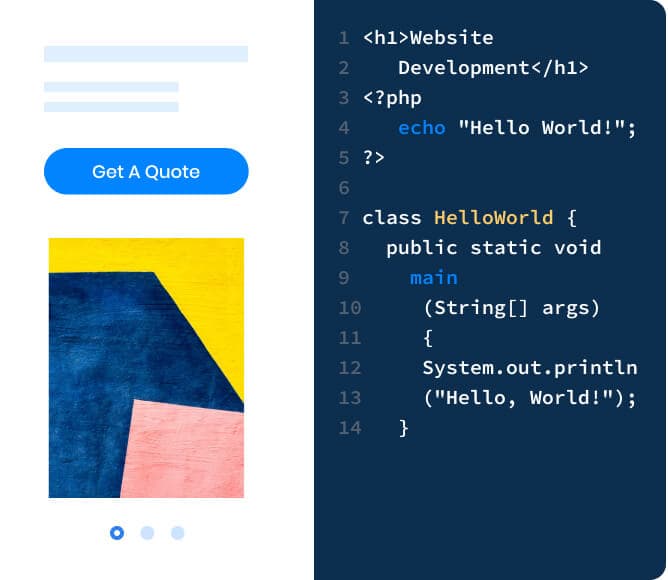 Get A Quote
1 <h1>Website
2 Development</h1>
3 <?php
4 echo "Hello World!";
5 ?>
6
7 class HelloWorld {
8 public static void
9 main
10 (String[] args)
11 {
12 System.out.println
13 ("Hello, World!");
14 }